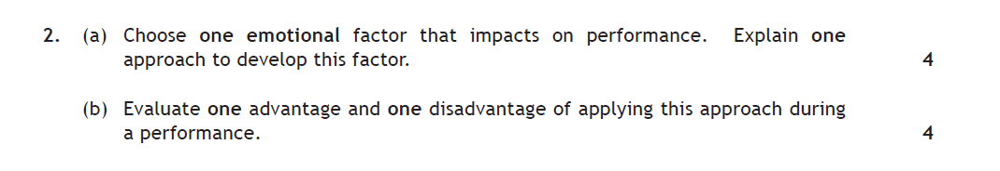 2. (a) Choose one emotional factor that impacts on performance. Explain one
approach to develop this factor. 4
(b) Evaluate one advantage and one disadvantage of applying this approach during
a performance. 4